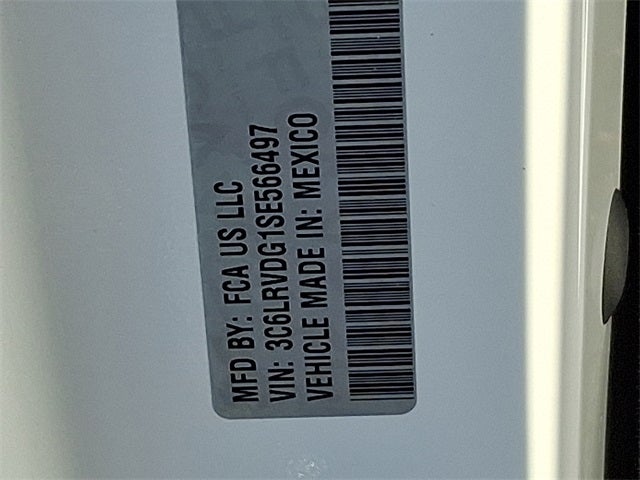 MFD BY: FCA US LLC
VIN: 3C6LRVDG1SE566497
VEHICLE MADE IN: MEXICO